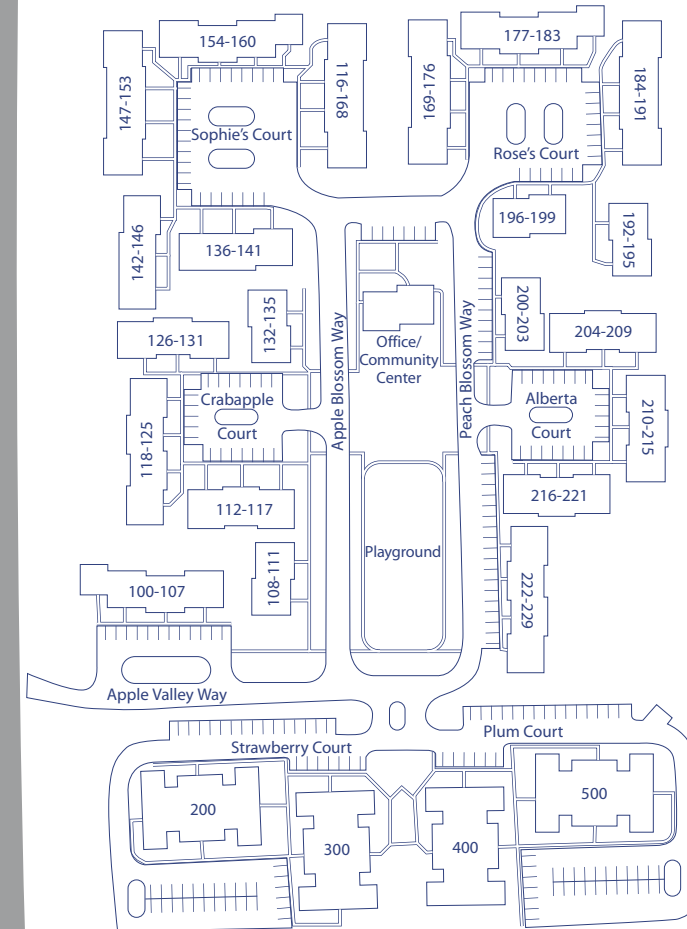 154-160
177-183
147-153
116-168
169-176
184-191
Sophie's Court
Rose's Court
142-146
136-141
196-199
192-195
132-135
200-203
126-131
204-209
Office/
Community
Center
Apple Blossom Way
Peach Blossom Way
Crabapple
Court
Alberta
Court
118-125
210-215
112-117
216-221
Playground
108-111
100-107
222-229
Apple Valley Way
Strawberry Court
Plum Court
200
500
300
400